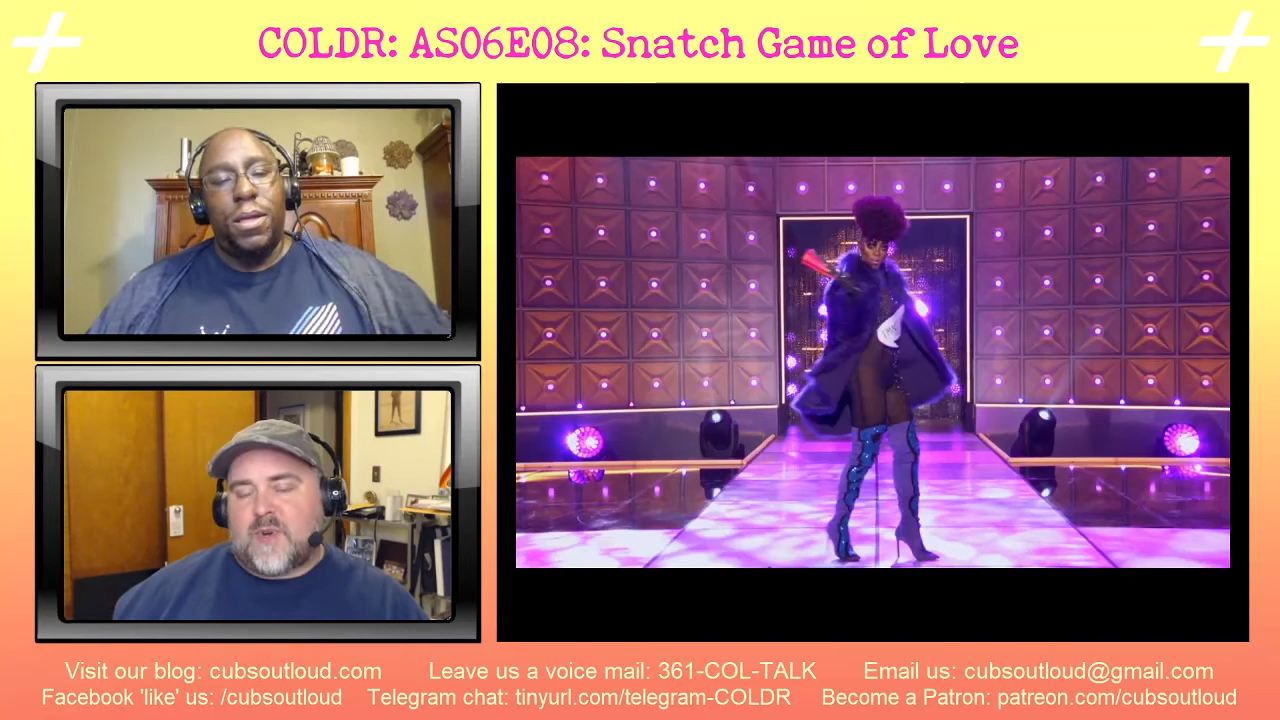 COLDR: AS06E08: Snatch Game of Love
Visit our blog: cubsoutloud.com Leave us a voice mail: 361-COL-TALK Email us: cubsoutloud@gmail.com
Facebook 'like' us: /cubsoutloud Telegram chat: tinyurl.com/telegram-COLDR Become a Patron: patreon.com/cubsoutloud